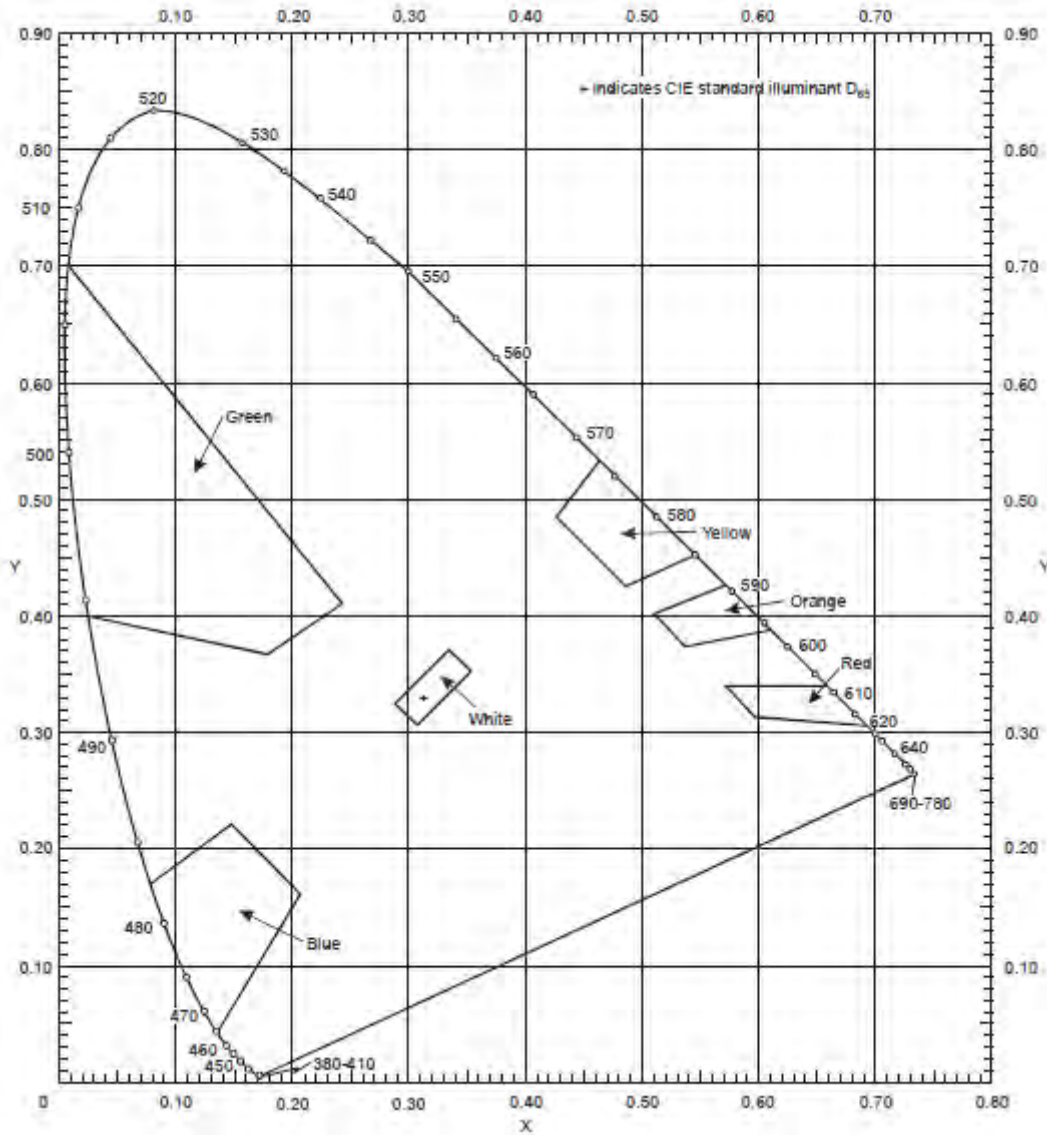 0.10 0.20 0.30 0.40 0.50 0.60 0.70
0.90 0.90
520 + indicates CIE standard illuminant D65
530
0.80 0.80
540
510
0.70 550 0.70
560
0.60 0.60
Green 570
500
0.50 580 0.50
Yellow
Y Y
590
Orange
0.40 0.40
600
Red
610
White 620
490 0.30 0.30
640
690-780
0.20 0.20
480
Blue
0.10 0.10
470
460
450 380-410
0 0.10 0.20 0.30 0.40 0.50 0.60 0.70 0.80
X